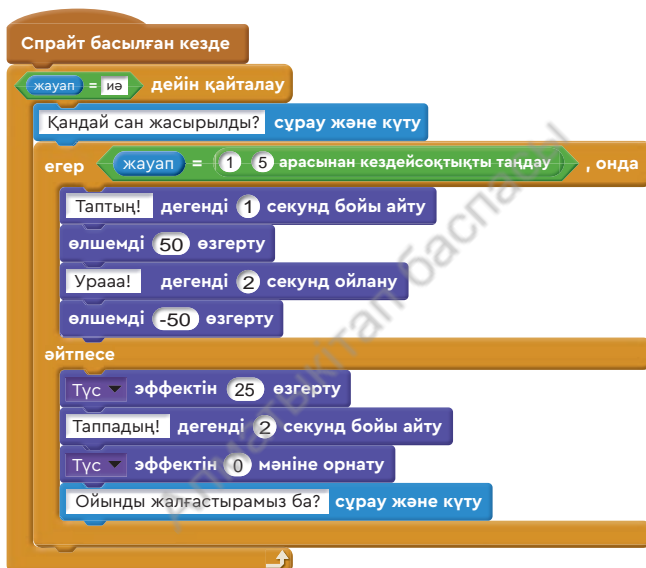 Спрайт басылған кезде
жауап = иә дейін қайталау
Қандай сан жасырылды? сұрау және күту
егер жауап = 1 5 арасынан кездейсоқтықты таңдау , онда
Таптың! дегенді 1 секунд бойы айту
өлшемді 50 өзгерту
Урааа! дегенді 2 секунд ойлану
өлшемді -50 өзгерту
әйтпесе
Түс эффектін 25 өзгерту
Таппадың! дегенді 2 секунд бойы айту
Түс эффектін 0 мәніне орнату
Ойынды жалғастырамыз ба? сұрау және күту
Алматыкітап баспасы